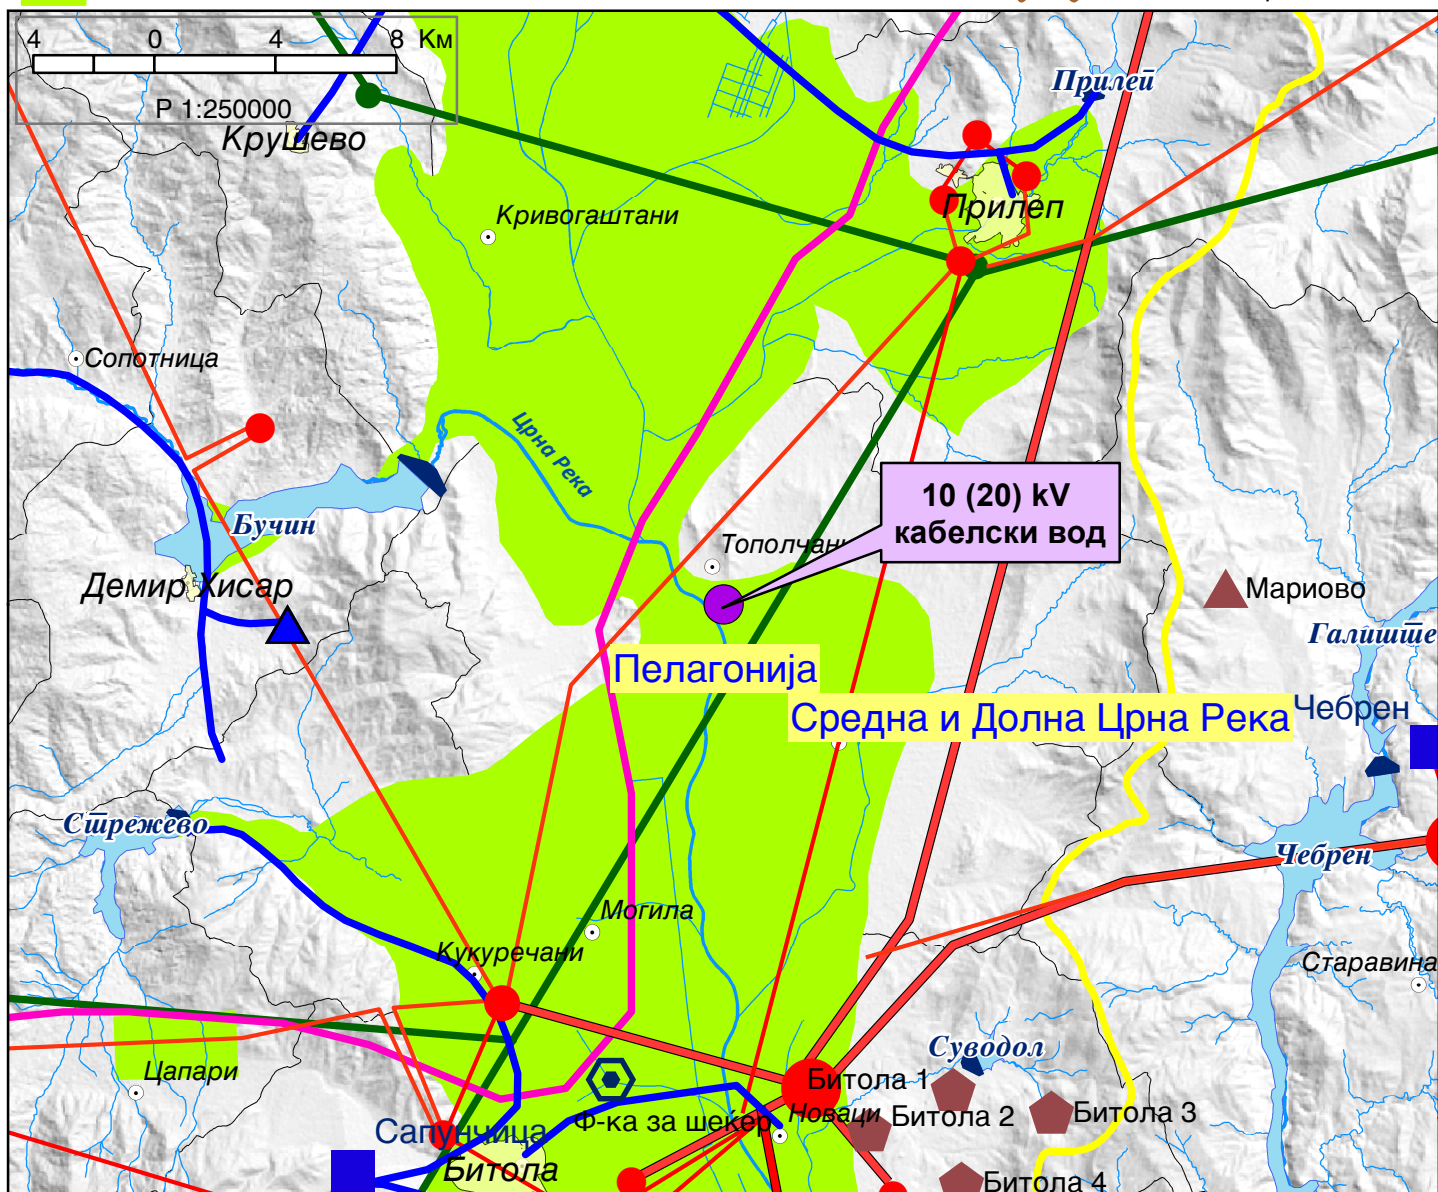 4 0 4 8 Км
Р 1:250000
Крушево
Прилеп
Прилеп
Кривогаштани
Сопотница
Црна Река
10 (20) kV
кабелски вод
Бучин
Тополчани
Демир Хисар
Мариово
Галиште
Пелагонија
Средна и Долна Црна Река
Чебрен
Стрежево
Чебрен
Могила
Кукуречани
Старавина
Суводол
Цапари
Битола 1
Ф-ка за шеќер
Новаци
Битола 2
Битола 3
Сапунчица
Битола
Битола 4